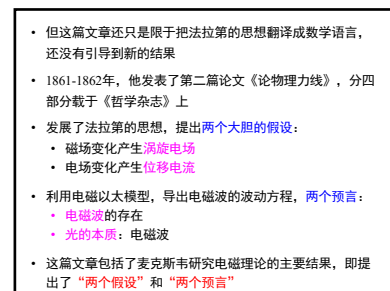 • 但这篇文章还只是限于把法拉第的思想翻译成数学语言，
还没有引导到新的结果
• 1861-1862年，他发表了第二篇论文《论物理力线》，分四
部分载于《哲学杂志》上
• 发展了法拉第的思想，提出两个大胆的假设：
• 磁场变化产生涡旋电场
• 电场变化产生位移电流
• 利用电磁以太模型，导出电磁波的波动方程，两个预言：
• 电磁波的存在
• 光的本质：电磁波
• 这篇文章包括了麦克斯韦研究电磁理论的主要结果，即提
出了“两个假设”和“两个预言”